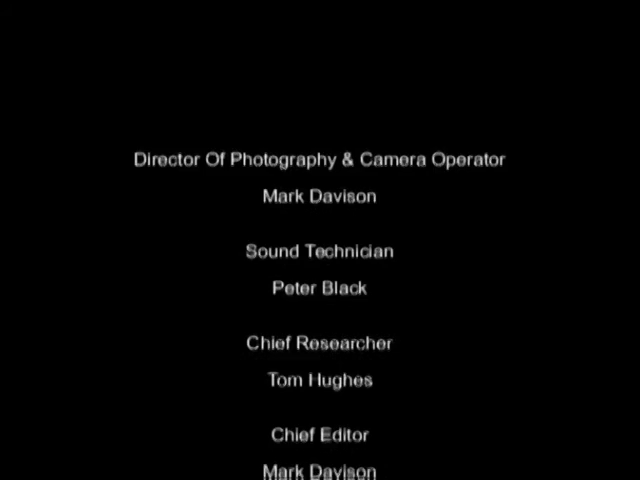 Director Of Photography & Camera Operator
Mark Davison
Sound Technician
Peter Black
Chief Researcher
Tom Hughes
Chief Editor
Mark Davison